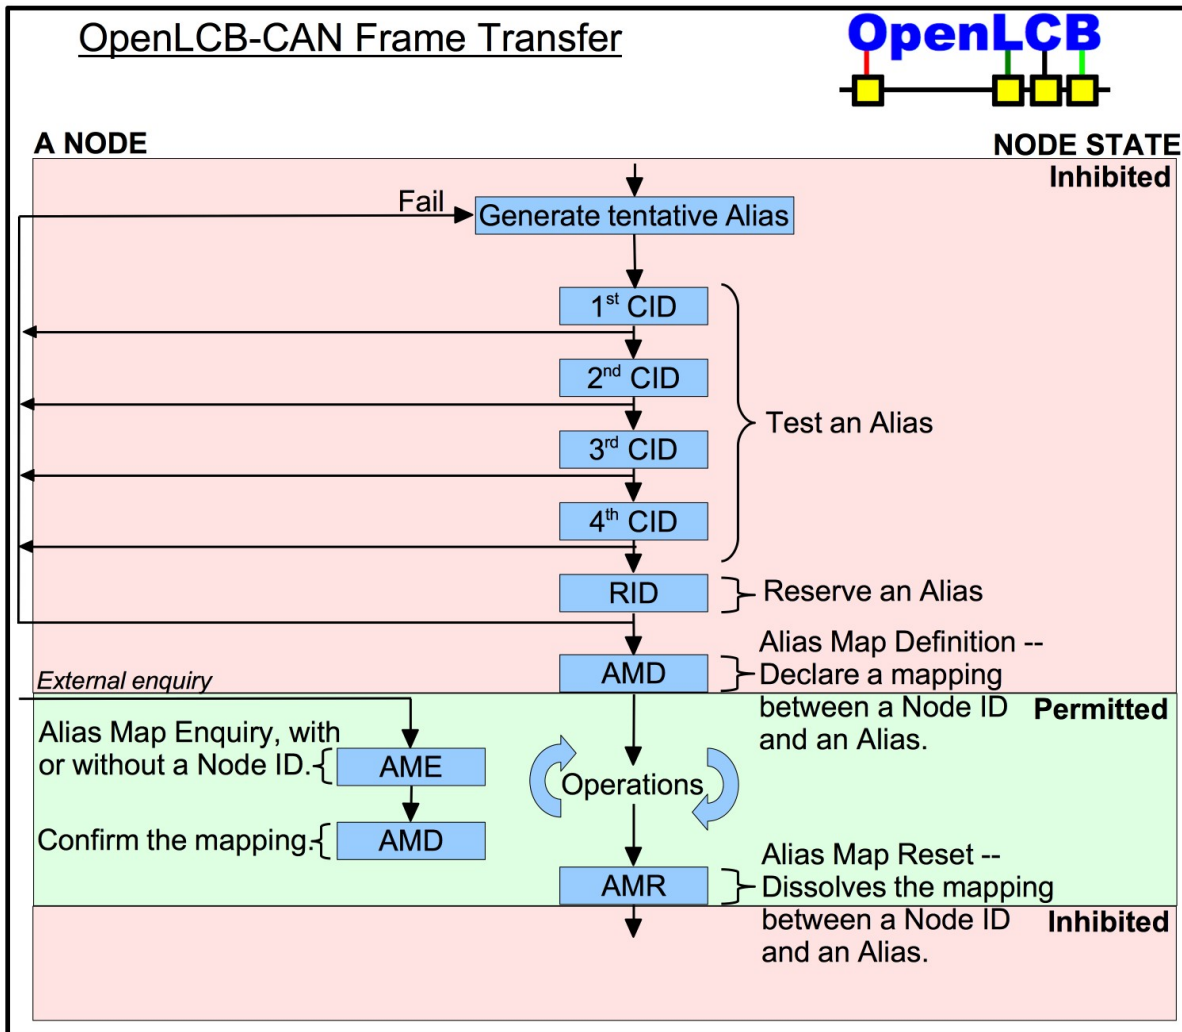 OpenLCB-CAN Frame Transfer
OpenLCB
A NODE
NODE STATE
Inhibited
Fail
Generate tentative Alias
1st CID
2nd CID
3rd CID
4th CID
Test an Alias
RID
Reserve an Alias
AMD
Alias Map Definition --
Declare a mapping
between a Node ID
and an Alias.
External enquiry
Permitted
Alias Map Enquiry, with
or without a Node ID.
AME
Operations
Confirm the mapping.
AMD
AMR
Alias Map Reset --
Dissolves the mapping
between a Node ID
and an Alias.
Inhibited